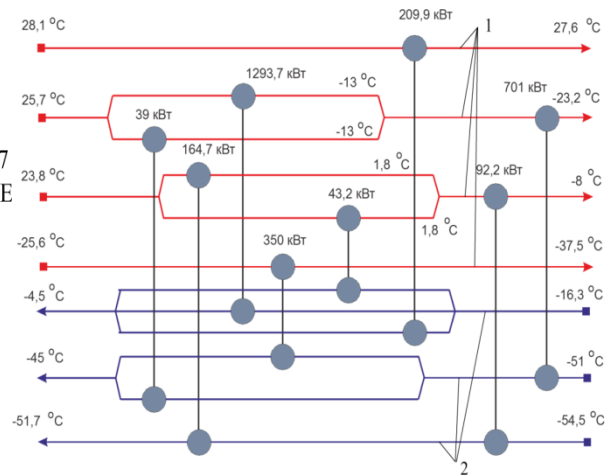 28,1 °C
209,9 кВт
1
27,6 °C
25,7 °C
1293,7 кВт
-13 °C
701 кВт
-23,2 °C
39 кВт
-13 °C
7
E
23,8 °C
164,7 кВт
1,8 °C
92,2 кВт
-8 °C
43,2 кВт
1,8 °C
-25,6 °C
350 кВт
-37,5 °C
-4,5 °C
-16,3 °C
-45 °C
-51 °C
-51,7 °C
-54,5 °C
2